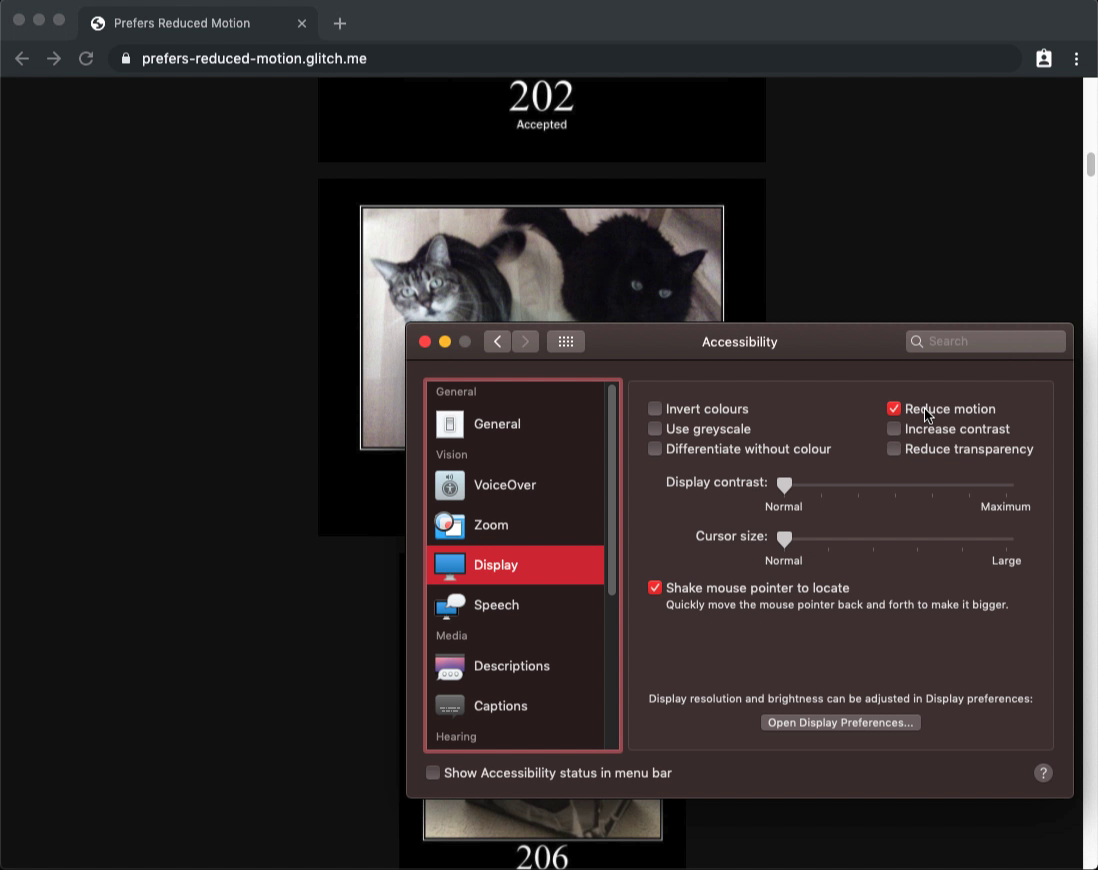 Prefers Reduced Motion
prefers-reduced-motion.glitch.me
202
Accepted
Accessibility
Search
General
General
Vision
VoiceOver
Zoom
Display
Speech
Media
Descriptions
Captions
Hearing
Invert colours
Use greyscale
Differentiate without colour
Reduce motion
Increase contrast
Reduce transparency
Display contrast:
Normal
Maximum
Cursor size:
Normal
Large
Shake mouse pointer to locate
Quickly move the mouse pointer back and forth to make it bigger.
Display resolution and brightness can be adjusted in Display preferences:
Open Display Preferences...
Show Accessibility status in menu bar
?
206